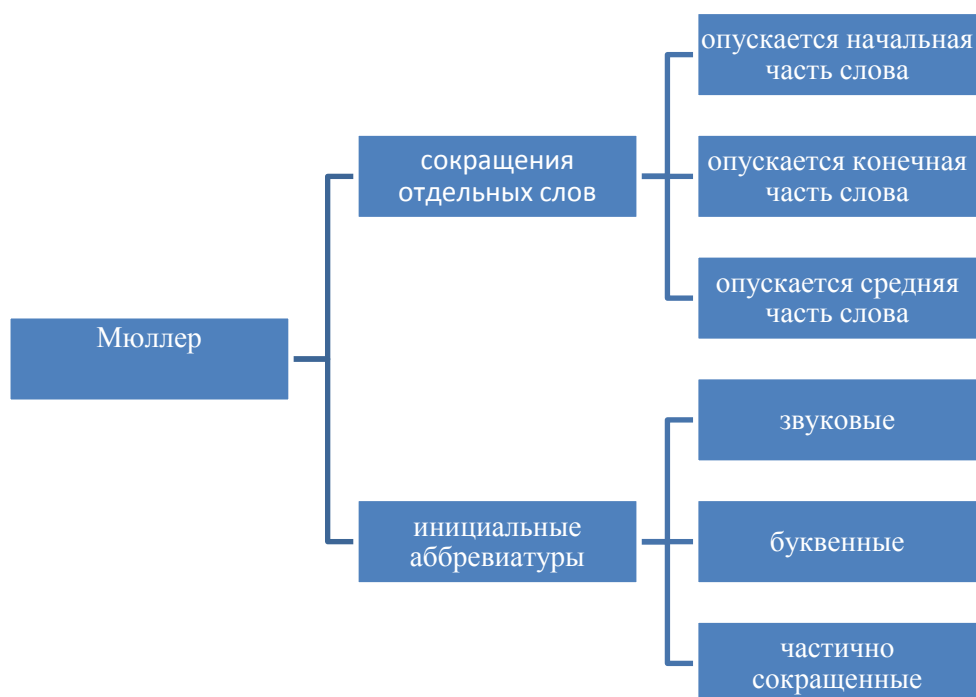 опускается начальная
часть слова
сокращения
отдельных слов
опускается конечная
часть слова
опускается средняя
часть слова
Мюллер
звуковые
инициальные
аббревиатуры
буквенные
частично
сокращенные